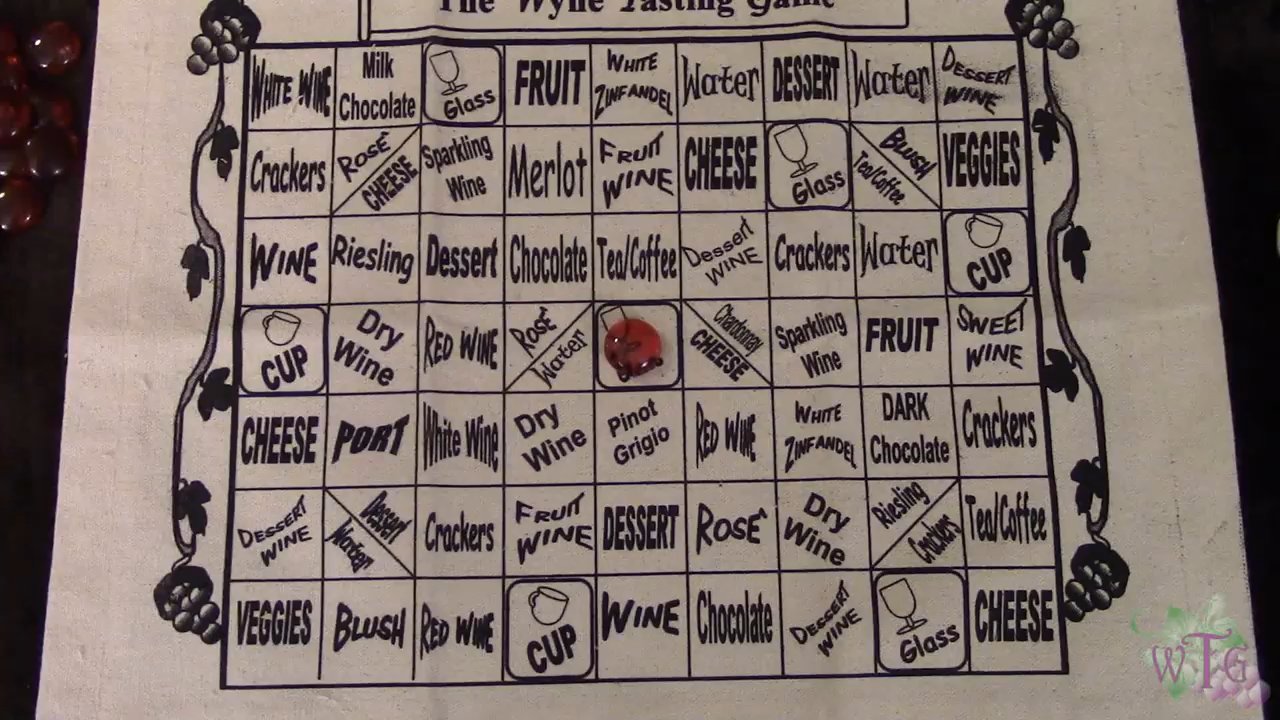 The Wyne Tasting Game
WHITE WINE
Milk
Chocolate
Glass
FRUIT
WHITE
ZINFANDEL
Water
DESSERT
Water
DESSERT
WINE
Crackers
ROSÉ
CHEESE
Sparkling
Wine
Merlot
FRUIT
WINE
CHEESE
Glass
BLUSH
Tea/Coffee
VEGGIES
WINE
Riesling
Dessert
Chocolate
Tea/Coffee
Dessert
WINE
Crackers
Water
CUP
CUP
Dry
Wine
RED WINE
ROSÉ
Water
Chardonnay
CHEESE
Sparkling
Wine
FRUIT
SWEET
WINE
CHEESE
PORT
White Wine
Dry
Wine
Pinot
Grigio
RED WINE
WHITE
ZINFANDEL
DARK
Chocolate
Crackers
DESSERT
WINE
Dessert
Water
Crackers
FRUIT
WINE
DESSERT
ROSÉ
Dry
Wine
Riesling
Crackers
Tea/Coffee
VEGGIES
BLUSH
RED WINE
CUP
WINE
Chocolate
DESSERT
WINE
Glass
CHEESE
WTG